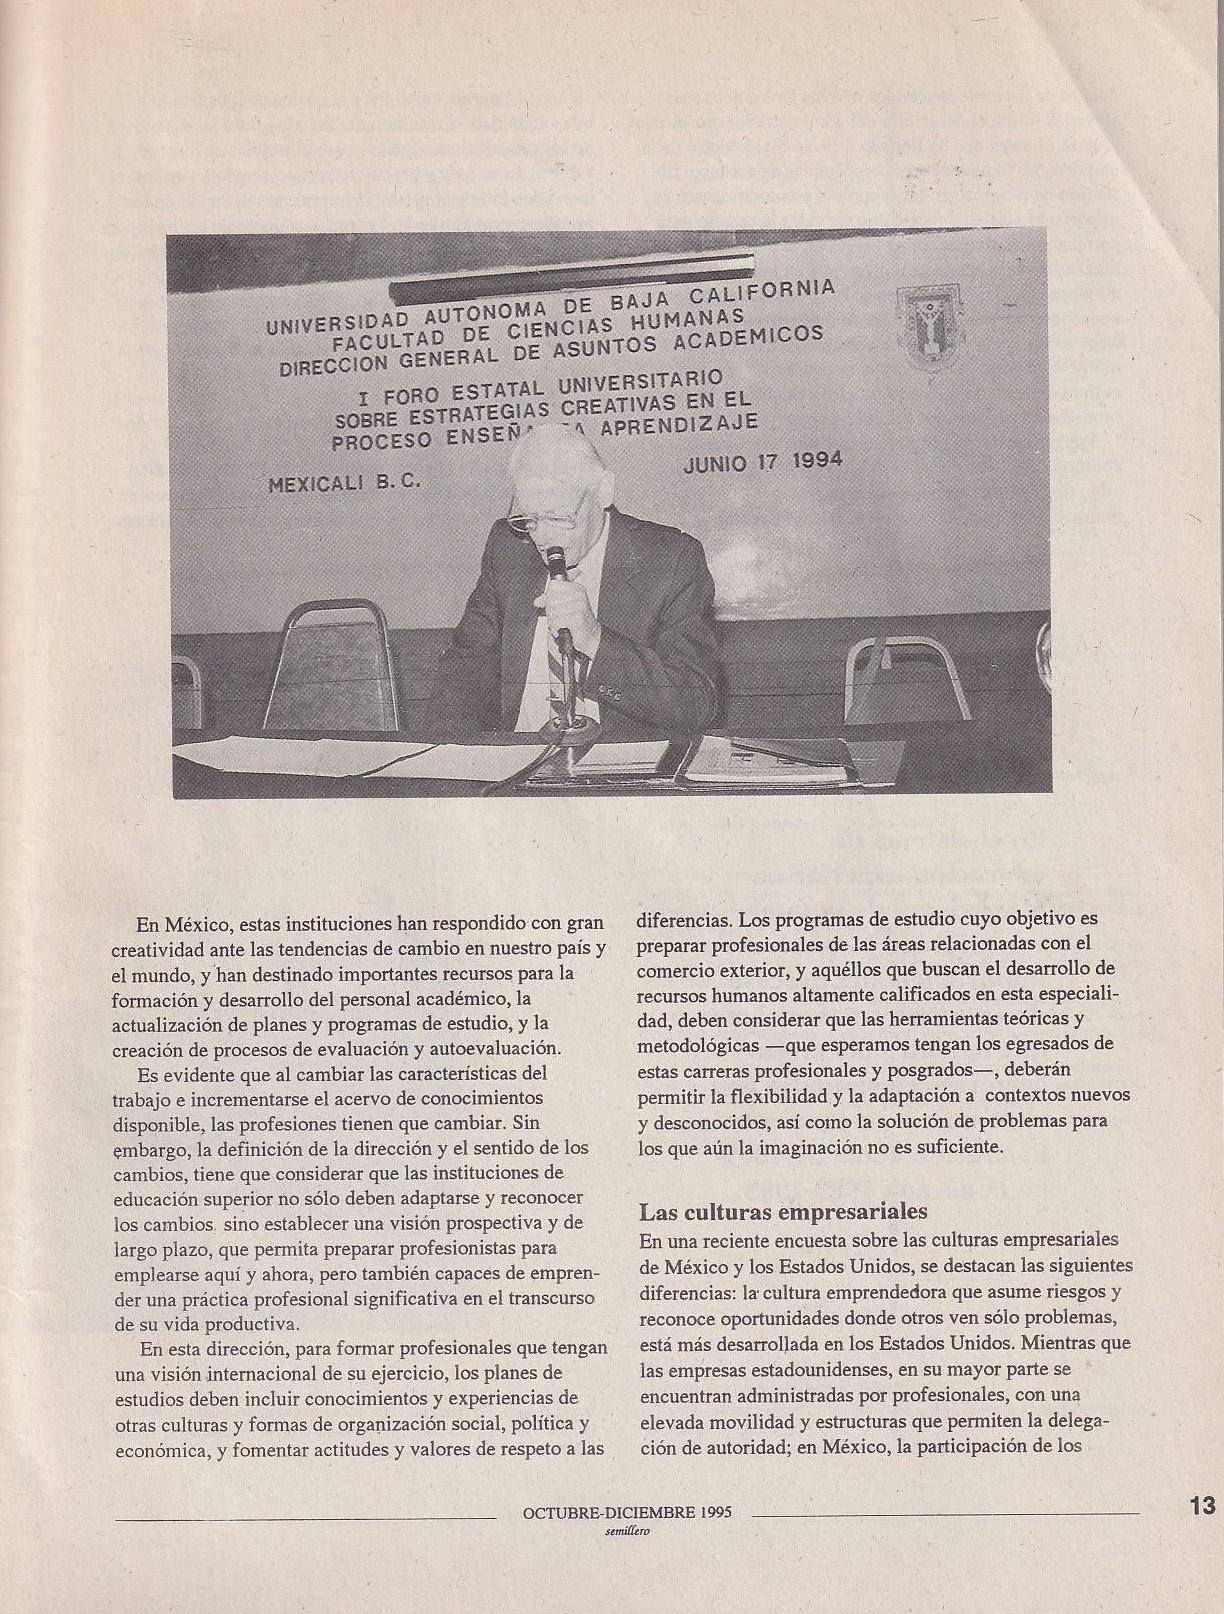 UNIVERSIDAD AUTONOMA DE BAJA CALIFORNIA
FACULTAD DE CIENCIAS HUMANAS
DIRECCION GENERAL DE ASUNTOS ACADEMICOS
I FORO ESTATAL UNIVERSITARIO
SOBRE ESTRATEGIAS CREATIVAS EN EL
PROCESO ENSEÑANZA APRENDIZAJE
MEXICALI B. C.
JUNIO 17 1994
En México, estas instituciones han respondido con gran
creatividad ante las tendencias de cambio en nuestro país y
el mundo, y han destinado importantes recursos para la
formación y desarrollo del personal académico, la
actualización de planes y programas de estudio, y la
creación de procesos de evaluación y autoevaluación.
Es evidente que al cambiar las características del
trabajo e incrementarse el acervo de conocimientos
disponible, las profesiones tienen que cambiar. Sin
embargo, la definición de la dirección y el sentido de los
cambios, tiene que considerar que las instituciones de
educación superior no sólo deben adaptarse y reconocer
los cambios. sino establecer una visión prospectiva y de
largo plazo, que permita preparar profesionistas para
emplearse aquí y ahora, pero también capaces de empren-
der una práctica profesional significativa en el transcurso
de su vida productiva.
En esta dirección, para formar profesionales que tengan
una visión internacional de su ejercicio, los planes de
estudios deben incluir conocimientos y experiencias de
otras culturas y formas de organización social, política y
económica, y fomentar actitudes y valores de respeto a las
diferencias. Los programas de estudio cuyo objetivo es
preparar profesionales de las áreas relacionadas con el
comercio exterior, y aquéllos que buscan el desarrollo de
recursos humanos altamente calificados en esta especiali-
dad, deben considerar que las herramientas teóricas y
metodológicas —que esperamos tengan los egresados de
estas carreras profesionales y posgrados—, deberán
permitir la flexibilidad y la adaptación a contextos nuevos
y desconocidos, así como la solución de problemas para
los que aún la imaginación no es suficiente.
Las culturas empresariales
En una reciente encuesta sobre las culturas empresariales
de México y los Estados Unidos, se destacan las siguientes
diferencias: la cultura emprendedora que asume riesgos y
reconoce oportunidades donde otros ven sólo problemas,
está más desarrollada en los Estados Unidos. Mientras que
las empresas estadounidenses, en su mayor parte se
encuentran administradas por profesionales, con una
elevada movilidad y estructuras que permiten la delega-
ción de autoridad; en México, la participación de los
OCTUBRE-DICIEMBRE 1995
semillero
13